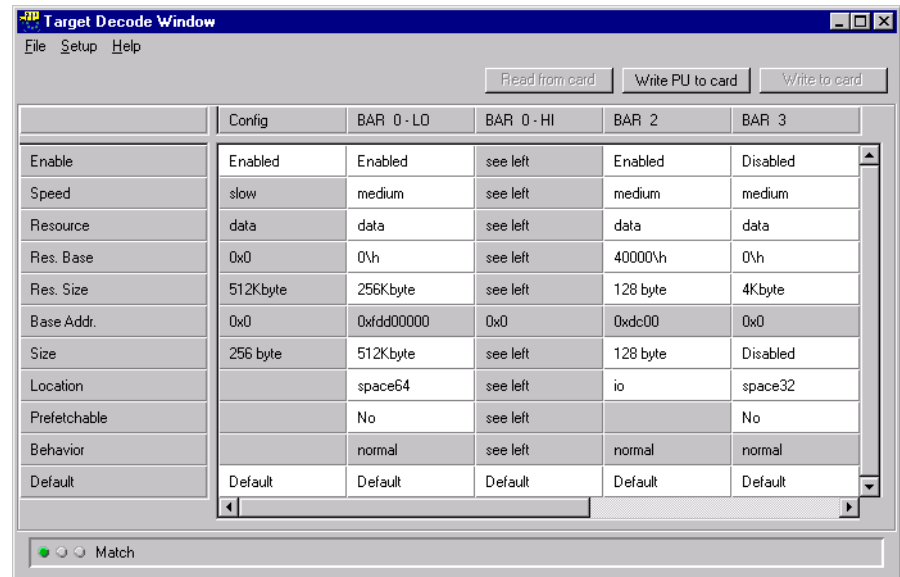 Target Decode Window
File Setup Help
Read from card Write PU to card Write to card
Config BAR 0 - LO BAR 0 - HI BAR 2 BAR 3
Enable Enabled Enabled see left Enabled Disabled
Speed slow medium see left medium medium
Resource data data see left data data
Res. Base 0x0 0\h see left 40000\h 0\h
Res. Size 512Kbyte 256Kbyte see left 128 byte 4Kbyte
Base Addr. 0x0 0xfdd00000 0x0 0xdc00 0x0
Size 256 byte 512Kbyte see left 128 byte Disabled
Location space64 see left io space32
Prefetchable No see left No
Behavior normal see left normal normal
Default Default Default Default Default Default
Match